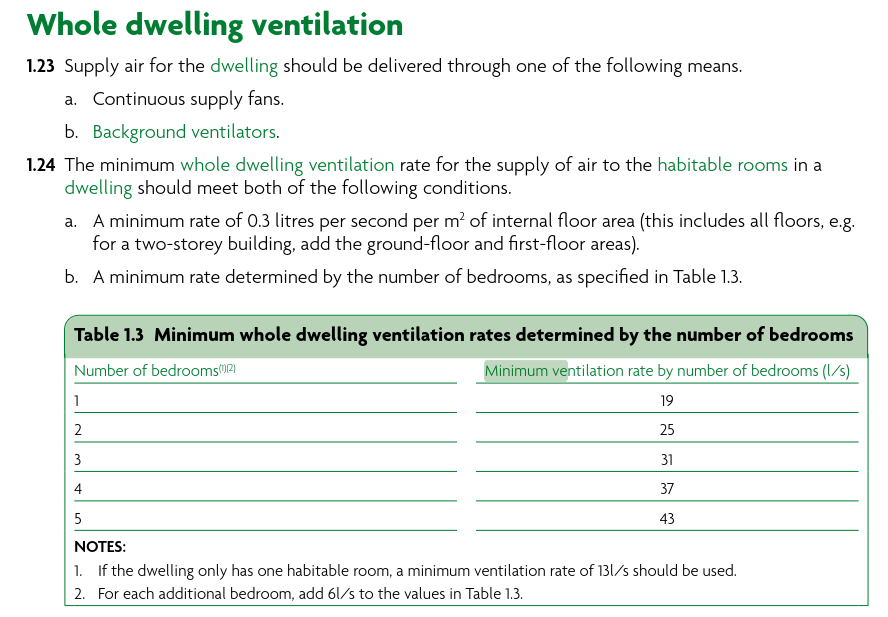 Whole dwelling ventilation
1.23 Supply air for the dwelling should be delivered through one of the following means.
a. Continuous supply fans.
b. Background ventilators.
1.24 The minimum whole dwelling ventilation rate for the supply of air to the habitable rooms in a
dwelling should meet both of the following conditions.
a. A minimum rate of 0.3 litres per second per m² of internal floor area (this includes all floors, e.g.
for a two-storey building, add the ground-floor and first-floor areas).
b. A minimum rate determined by the number of bedrooms, as specified in Table 1.3.
Table 1.3 Minimum whole dwelling ventilation rates determined by the number of bedrooms
Number of bedrooms⁽¹⁾⁽²⁾ Minimum ventilation rate by number of bedrooms (l/s)
1 19
2 25
3 31
4 37
5 43
NOTES:
1. If the dwelling only has one habitable room, a minimum ventilation rate of 13l/s should be used.
2. For each additional bedroom, add 6l/s to the values in Table 1.3.